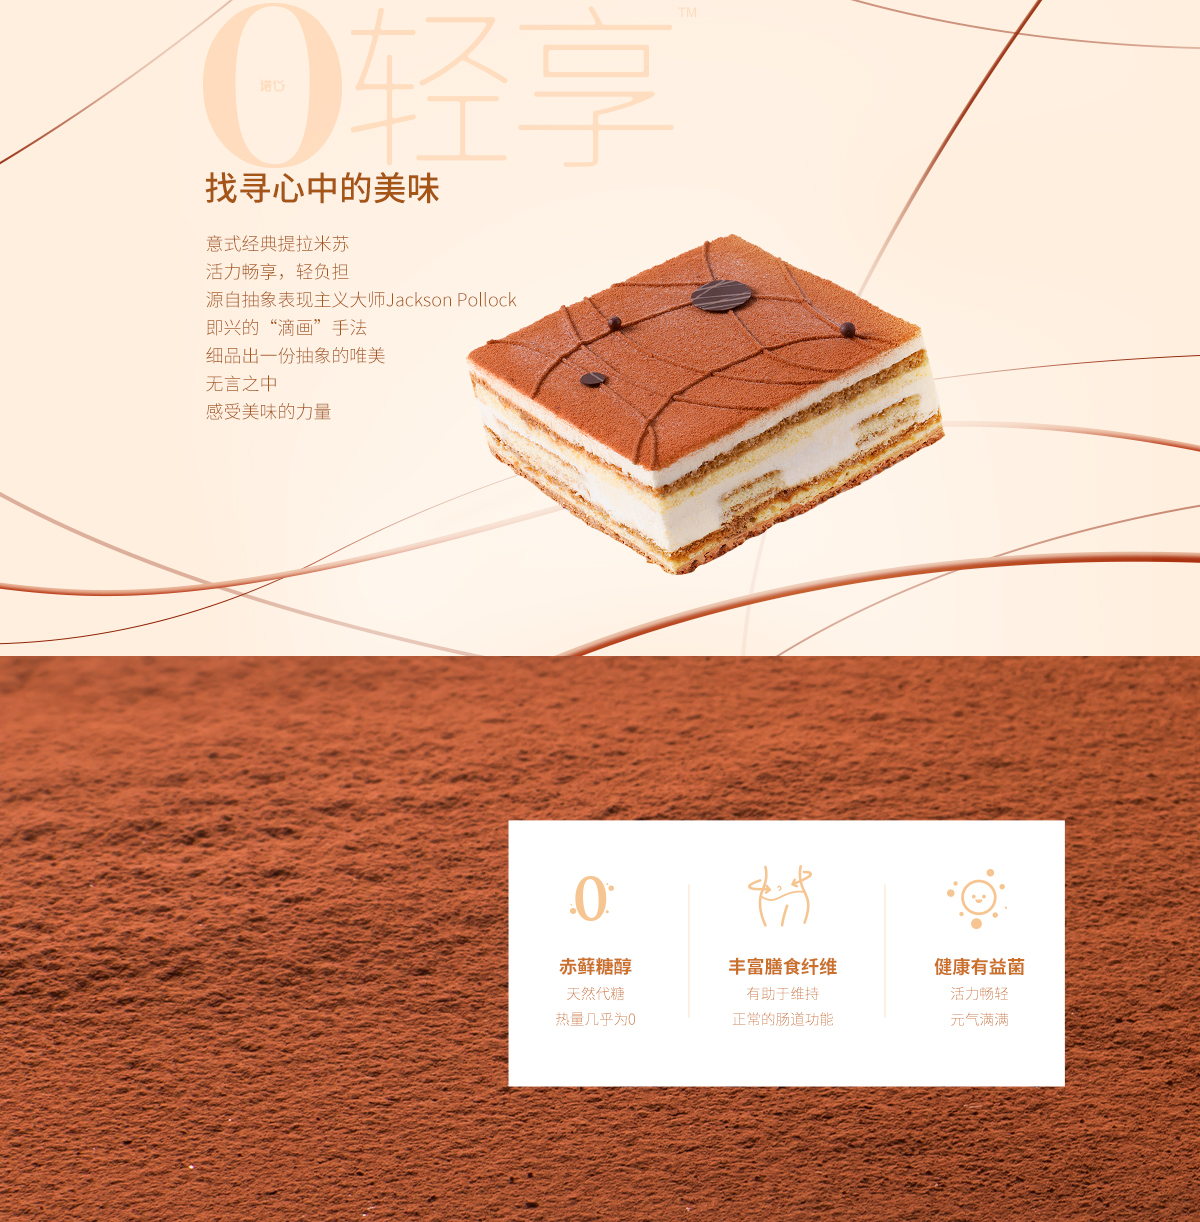 0轻享™
诺心
找寻心中的美味
意式经典提拉米苏
活力畅享，轻负担
源自抽象表现主义大师Jackson Pollock
即兴的“滴画”手法
细品出一份抽象的唯美
无言之中
感受美味的力量
0
赤藓糖醇
天然代糖
热量几乎为0
丰富膳食纤维
有助于维持
正常的肠道功能
健康有益菌
活力畅轻
元气满满